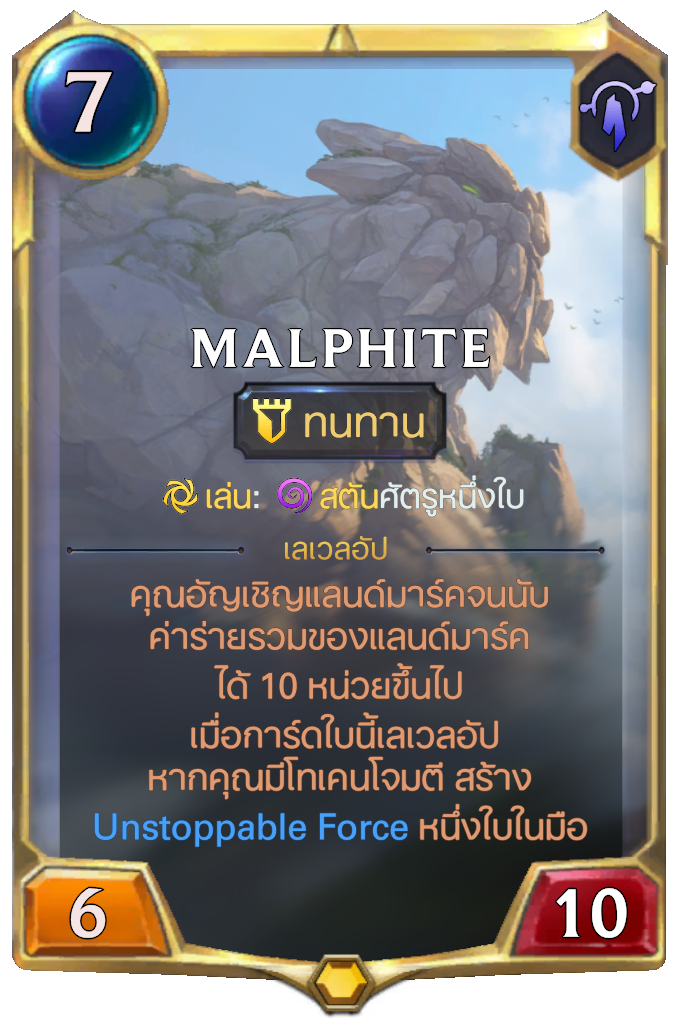 7
MALPHITE
ทนทาน
เล่น: สตันศัตรูหนึ่งใบ
เลเวลอัป
คุณอัญเชิญแลนด์มาร์คจนนับ
ค่าร่ายรวมของแลนด์มาร์ค
ได้ 10 หน่วยขึ้นไป
เมื่อการ์ดใบนี้เลเวลอัป
หากคุณมีโทเคนโจมตี สร้าง
Unstoppable Force หนึ่งใบในมือ
6
10